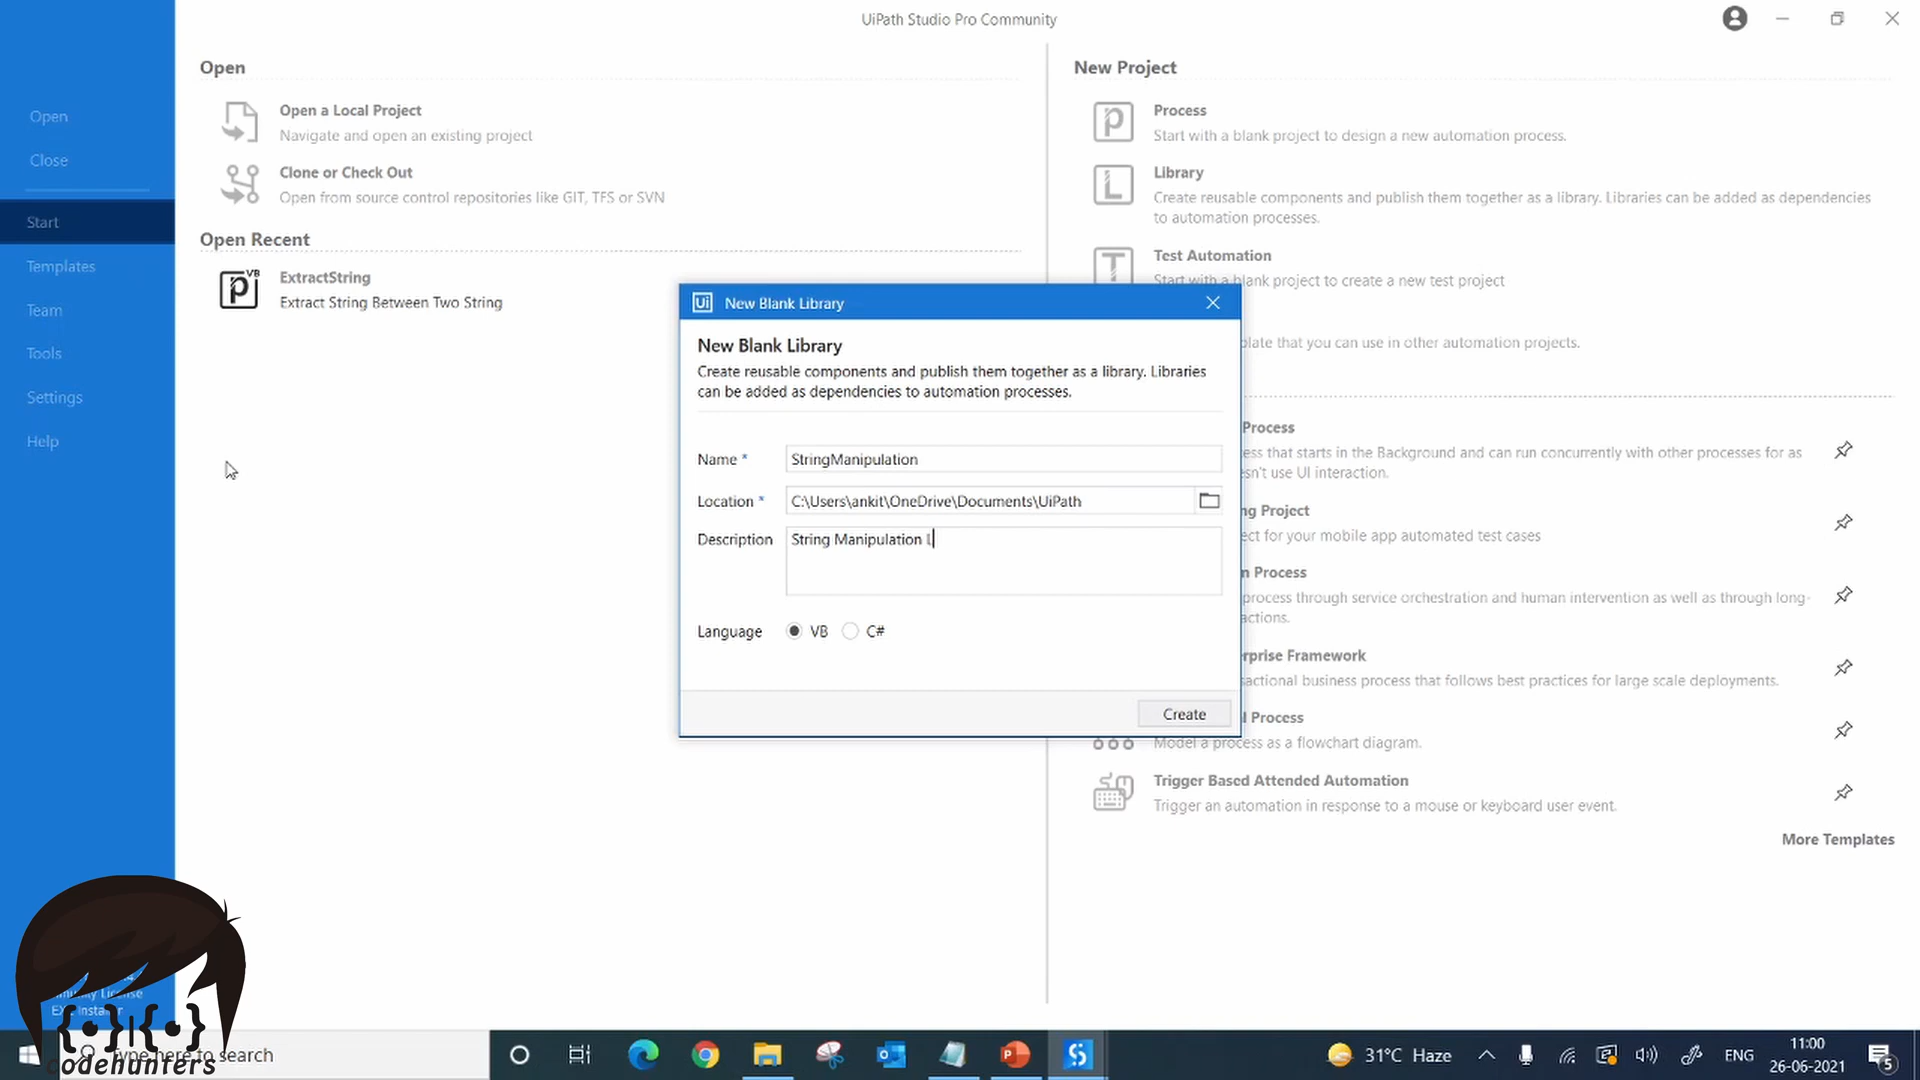 UiPath Studio Pro Community
Open
Close
Start
Templates
Team
Tools
Settings
Help
Open
Open a Local Project
Navigate and open an existing project
Clone or Check Out
Open from source control repositories like GIT, TFS or SVN
Open Recent
ExtractString
Extract String Between Two String
New Project
Process
Start with a blank project to design a new automation process.
Library
Create reusable components and publish them together as a library. Libraries can be added as dependencies
to automation processes.
Test Automation
Start with a blank project to create a new test project
plate that you can use in other automation projects.
Process
ess that starts in the Background and can run concurrently with other processes for as
esn't use UI interaction.
ng Project
ect for your mobile app automated test cases
n Process
process through service orchestration and human intervention as well as through long-
actions.
erprise Framework
sactional business process that follows best practices for large scale deployments.
l Process
Model a process as a flowchart diagram.
Trigger Based Attended Automation
Trigger an automation in response to a mouse or keyboard user event.
More Templates
New Blank Library
New Blank Library
Create reusable components and publish them together as a library. Libraries
can be added as dependencies to automation processes.
Name * StringManipulation
Location * C:\Users\ankit\OneDrive\Documents\UiPath
Description String Manipulation L
Language VB C#
Create
codehunters
Type here to search
31°C Haze
ENG
11:00
26-06-2021
5